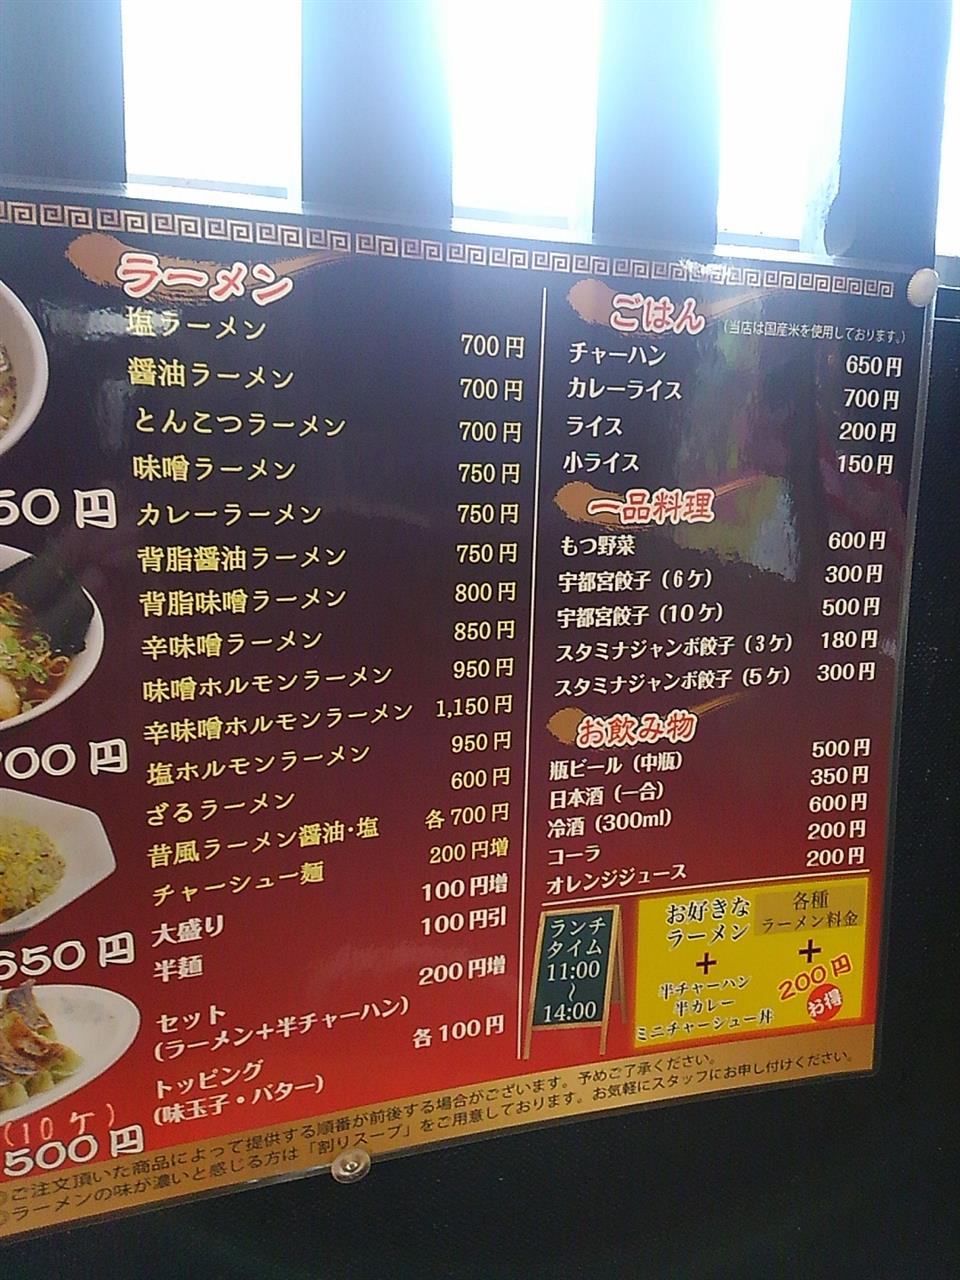 ラーメン
塩ラーメン 700円
醤油ラーメン 700円
とんこつラーメン 700円
味噌ラーメン 750円
カレーラーメン 750円
背脂醤油ラーメン 750円
背脂味噌ラーメン 800円
辛味噌ラーメン 850円
味噌ホルモンラーメン 950円
辛味噌ホルモンラーメン 1,150円
塩ホルモンラーメン 950円
ざるラーメン 600円
昔風ラーメン醤油・塩 各700円
チャーシュー麺 200円増
大盛り 100円増
半麺 100円引
セット 200円増
(ラーメン+半チャーハン)
トッピング 各100円
(味玉子・バター)
50円
700円
650円
(10ケ)
500円
ごはん (当店は国産米を使用しております。)
チャーハン 650円
カレーライス 700円
ライス 200円
小ライス 150円
一品料理
もつ野菜 600円
宇都宮餃子(6ケ) 300円
宇都宮餃子(10ケ) 500円
スタミナジャンボ餃子(3ケ) 180円
スタミナジャンボ餃子(5ケ) 300円
お飲み物
瓶ビール(中瓶) 500円
日本酒(一合) 350円
冷酒(300ml) 600円
コーラ 200円
オレンジジュース 200円
ランチ
タイム
11:00
〜
14:00
お好きな
ラーメン
+
半チャーハン
半カレー
ミニチャーシュー丼
各種
ラーメン料金
+
200円
お得
◎ご注文頂いた商品によって提供する順番が前後する場合がございます。予めご了承ください。
◎ラーメンの味が濃いと感じる方は「割りスープ」をご用意しております。お気軽にスタッフにお申し付けください。